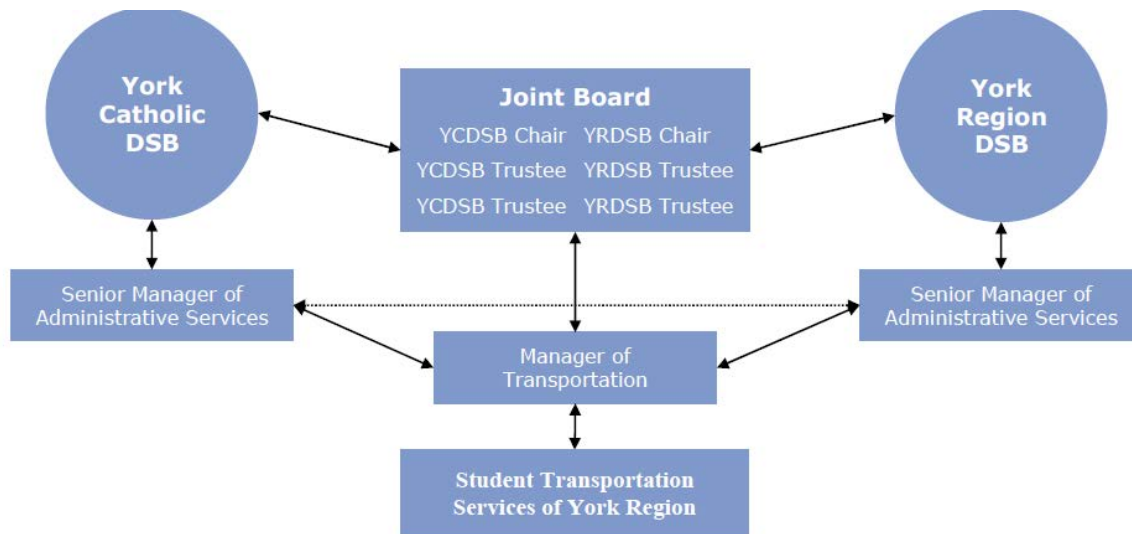 York
Catholic
DSB
Joint Board
YCDSB Chair YRDSB Chair
YCDSB Trustee YRDSB Trustee
YCDSB Trustee YRDSB Trustee
York
Region
DSB
Senior Manager of
Administrative Services
Senior Manager of
Administrative Services
Manager of
Transportation
Student Transportation
Services of York Region